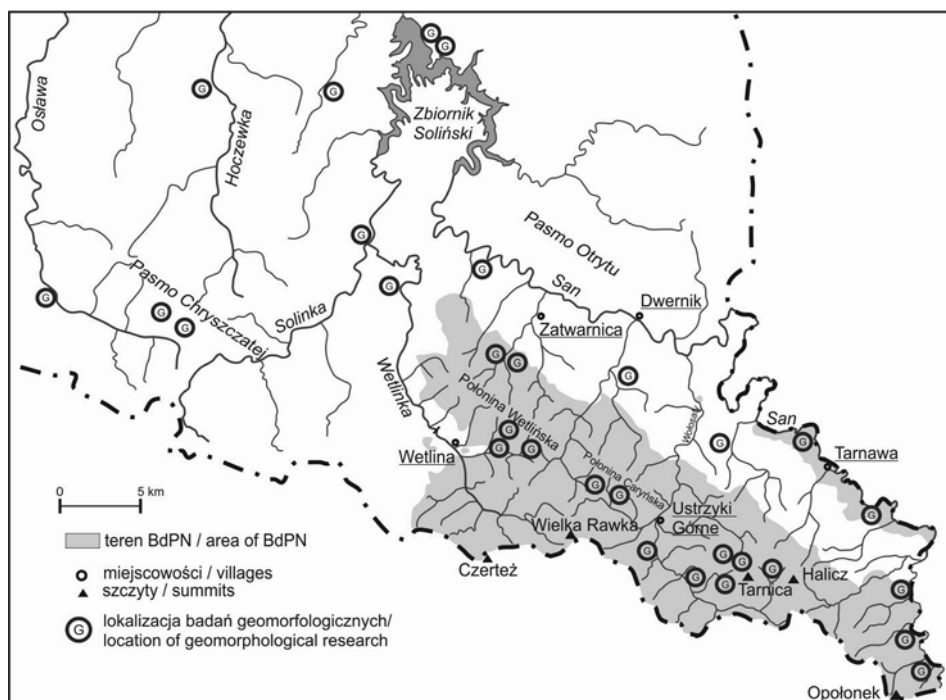 G
G
G
G
Osława
Hoczewka
Zbiornik
Soliński
Pasmo Otrytu
G
G
G
San
G
Dwernik
Zatwarnica
G
G
Pasmo Chryszczatej
Solinka
Wetlinka
G
G
G
Połonina Wetlińska
Wołosaty
San
G
G
G
G
G
Wetlina
Tarnawa
Połonina Caryńska
G
G
G
Ustrzyki
Górne
Wielka Rawka
Czerteż
G
G
G
G
G
G
Tarnica
Halicz
G
G
G
Opołonek
0 5 km
teren BdPN / area of BdPN
miejscowości / villages
szczyty / summits
G
lokalizacja badań geomorfologicznych/
location of geomorphological research